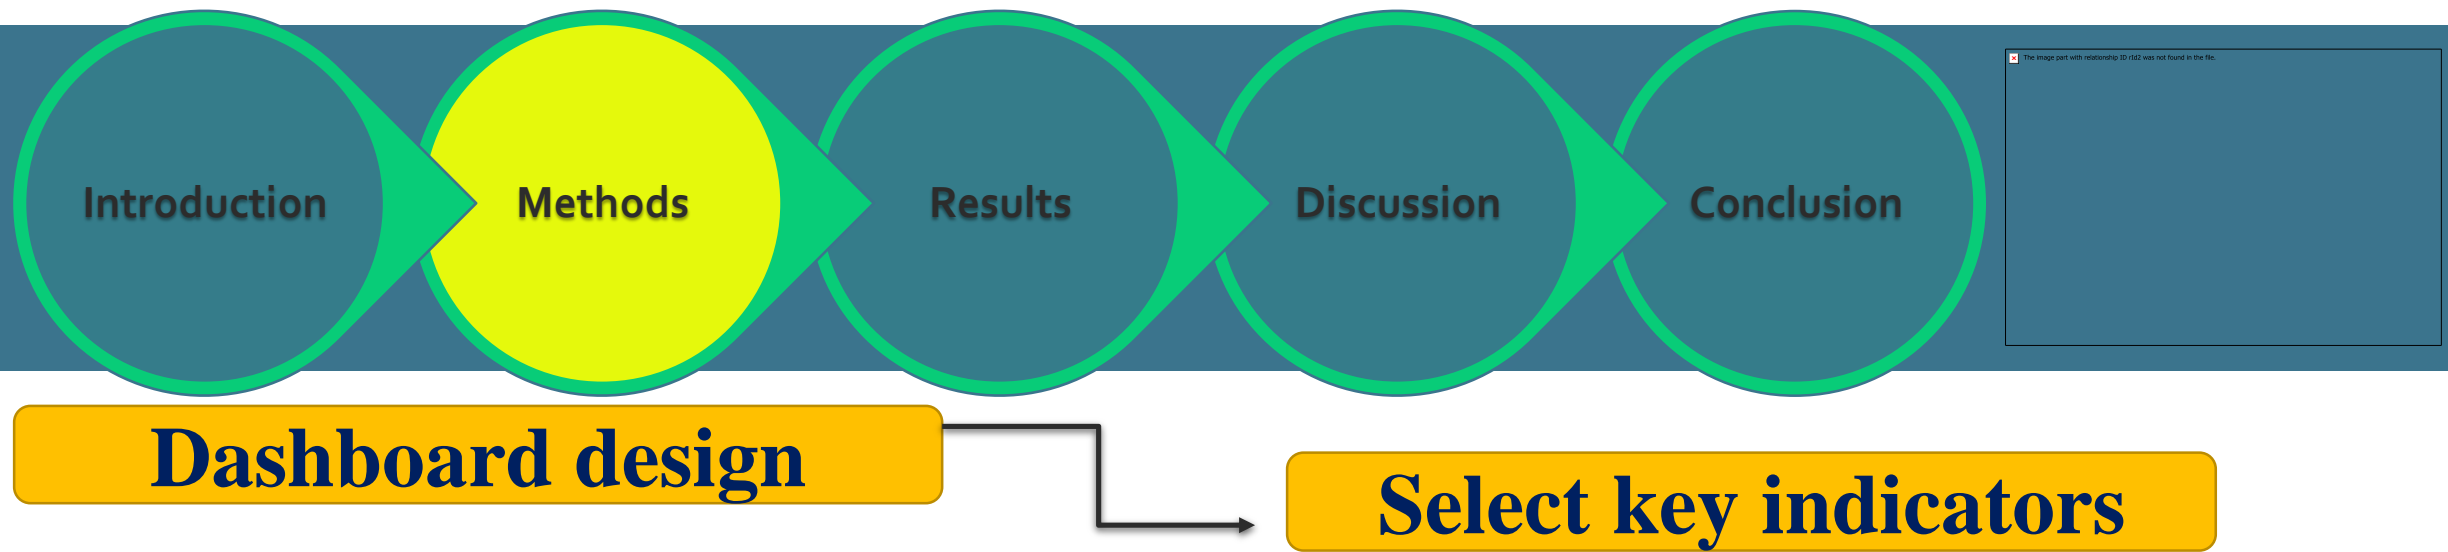 Introduction
Methods
Results
Discussion
Conclusion
The image part with relationship ID rId2 was not found in the file.
Dashboard design
Select key indicators